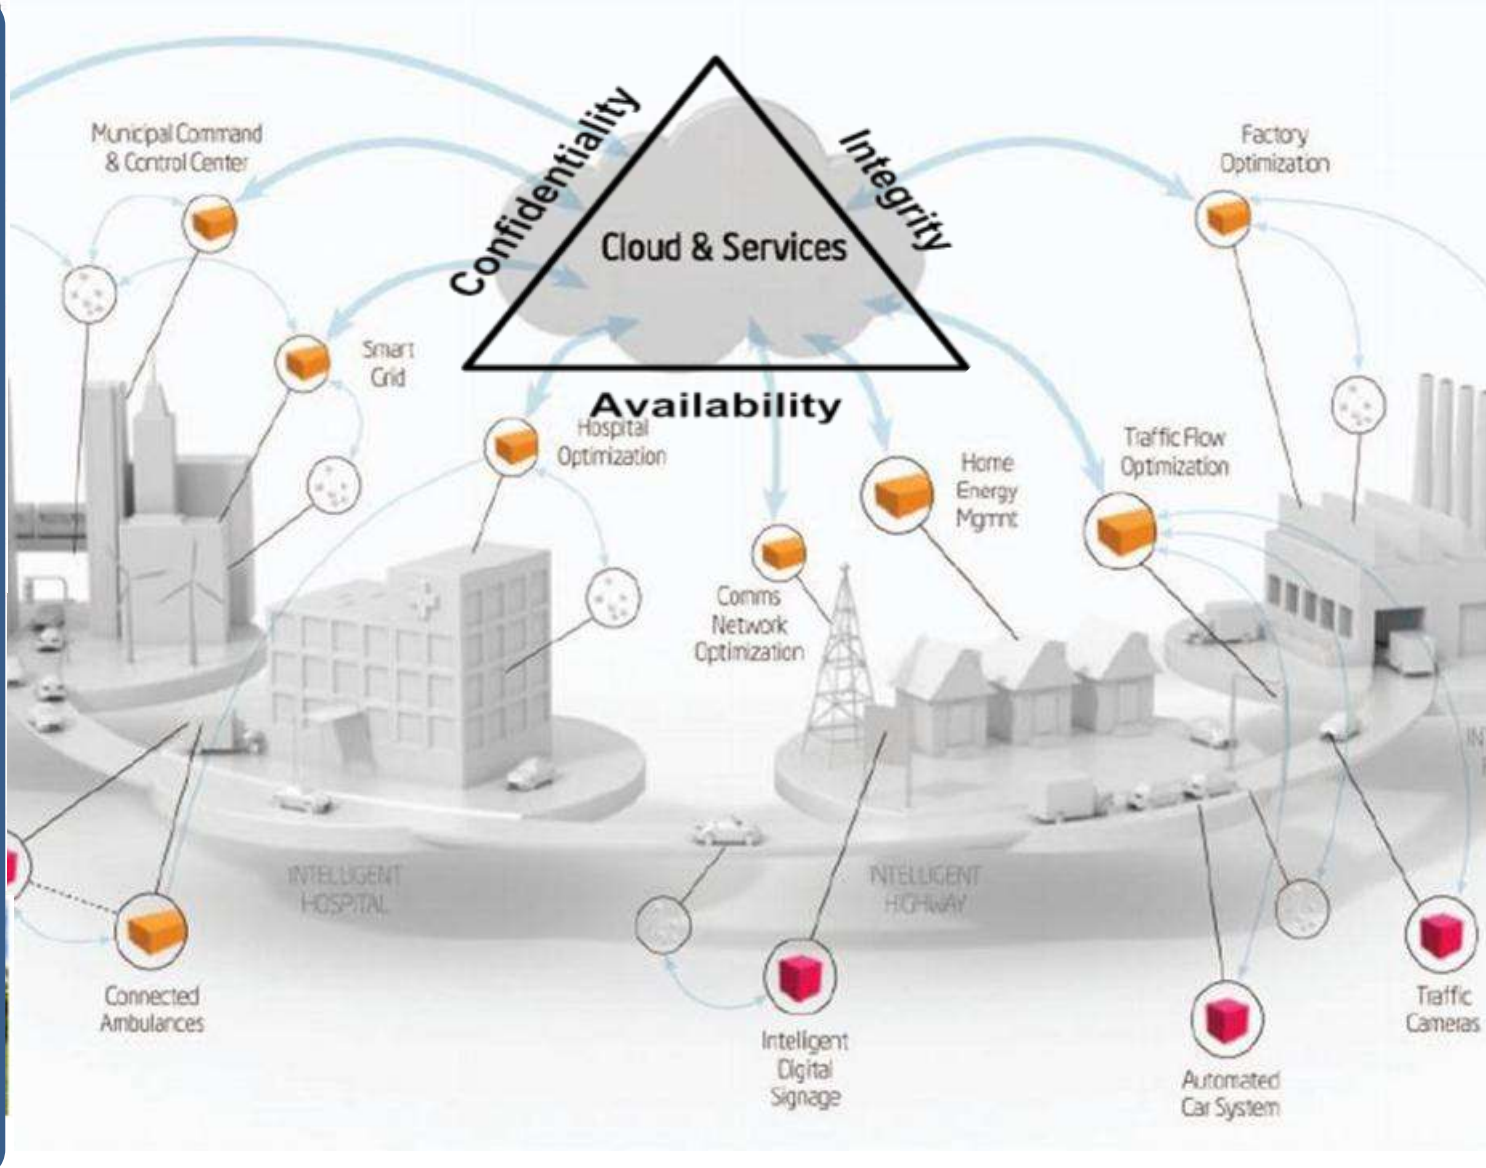 Confidentiality
Integrity
Cloud & Services
Availability
Municipal Command
& Control Center
Factory
Optimization
Smart
Grid
Hospital
Optimization
Home
Energy
Mgmnt
Traffic Flow
Optimization
Comms
Network
Optimization
INTELLIGENT
HOSPITAL
INTELLIGENT
HIGHWAY
Connected
Ambulances
Intelligent
Digital
Signage
Automated
Car System
Traffic
Cameras